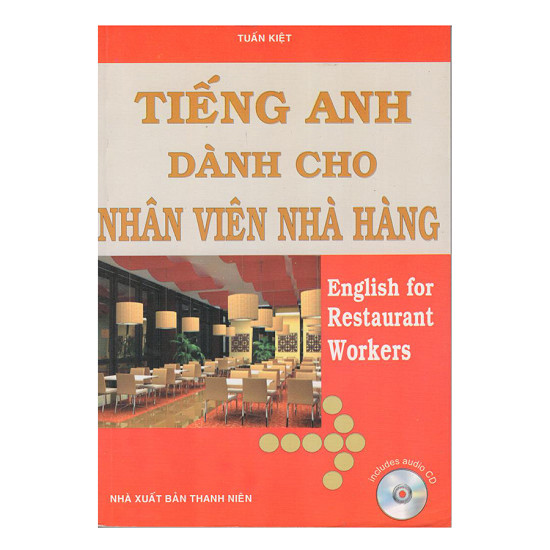 TUẤN KIỆT
TIẾNG ANH
DÀNH CHO
NHÂN VIÊN NHÀ HÀNG
English for
Restaurant
Workers
includes audio CD
NHÀ XUẤT BẢN THANH NIÊN